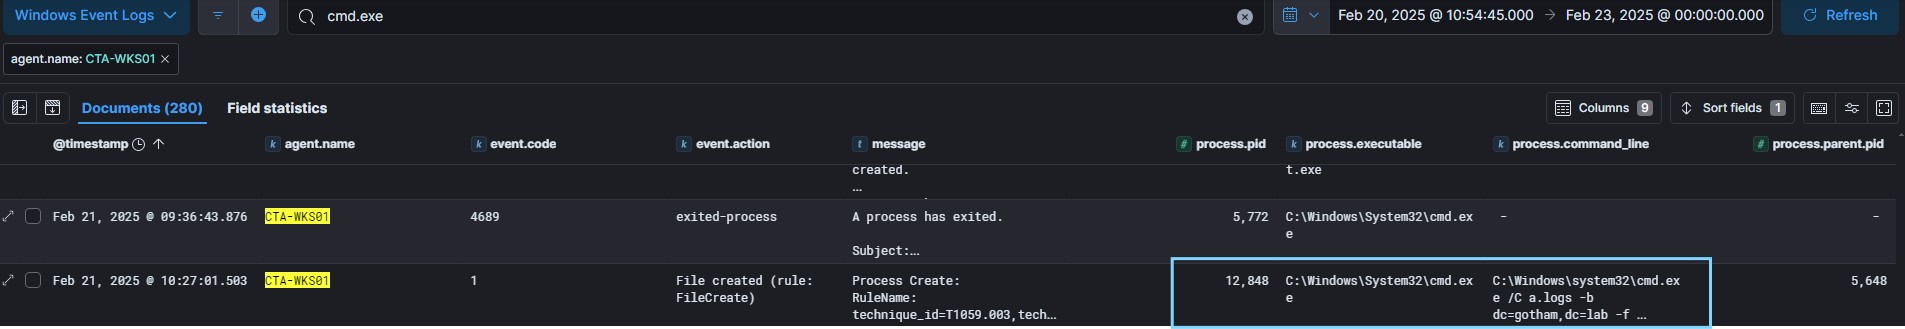 Windows Event Logs
cmd.exe
Feb 20, 2025 @ 10:54:45.000 → Feb 23, 2025 @ 00:00:00.000
Refresh
agent.name: CTA-WKS01 ×
Documents (280) Field statistics
Columns 9 Sort fields 1
@timestamp k agent.name k event.code k event.action t message # process.pid k process.executable k process.command_line # process.parent.pid
created. t.exe
...
Feb 21, 2025 @ 09:36:43.876 CTA-WKS01 4689 exited-process A process has exited. 5,772 C:\Windows\System32\cmd.ex - -
e
Subject:...
Feb 21, 2025 @ 10:27:01.503 CTA-WKS01 1 File created (rule: Process Create: 12,848 C:\Windows\System32\cmd.ex C:\Windows\system32\cmd.ex 5,648
FileCreate) RuleName: e e /C a.logs -b
technique_id=T1059.003,tech... dc=gotham,dc=lab -f ...